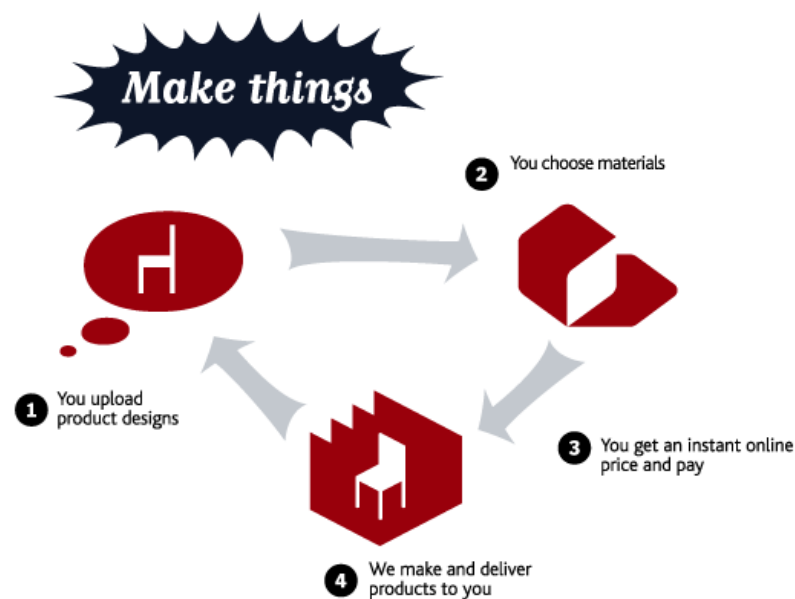 Make things
1 You upload
product designs
2 You choose materials
3 You get an instant online
price and pay
4 We make and deliver
products to you